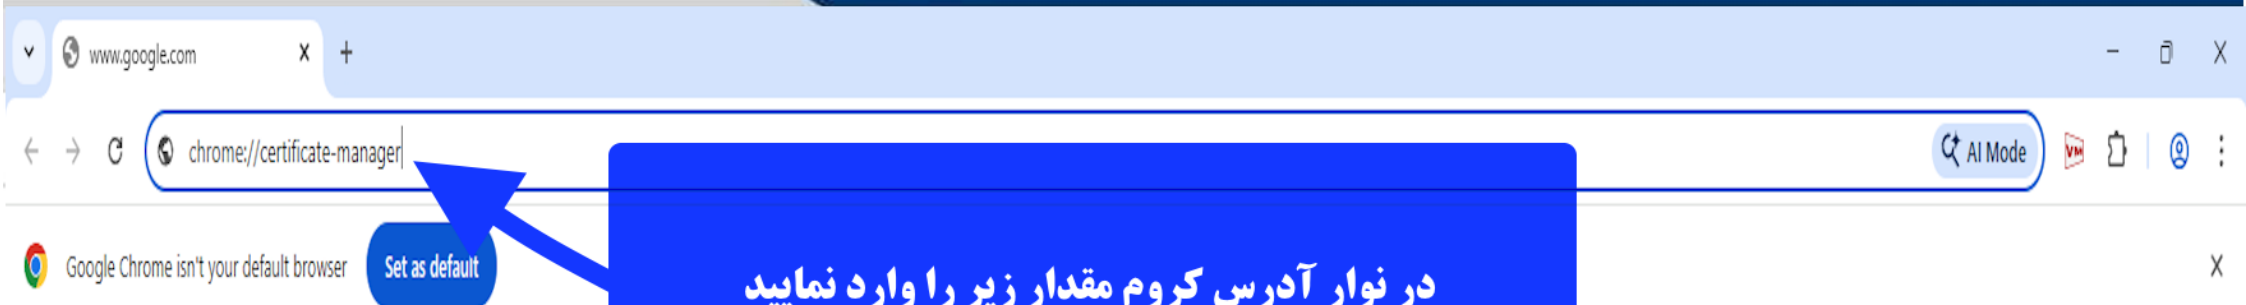 www.google.com
chrome://certificate-manager
AI Mode
VM
Google Chrome isn't your default browser
Set as default
در نوار آدرس کروم مقدار زیر را وارد نمایید